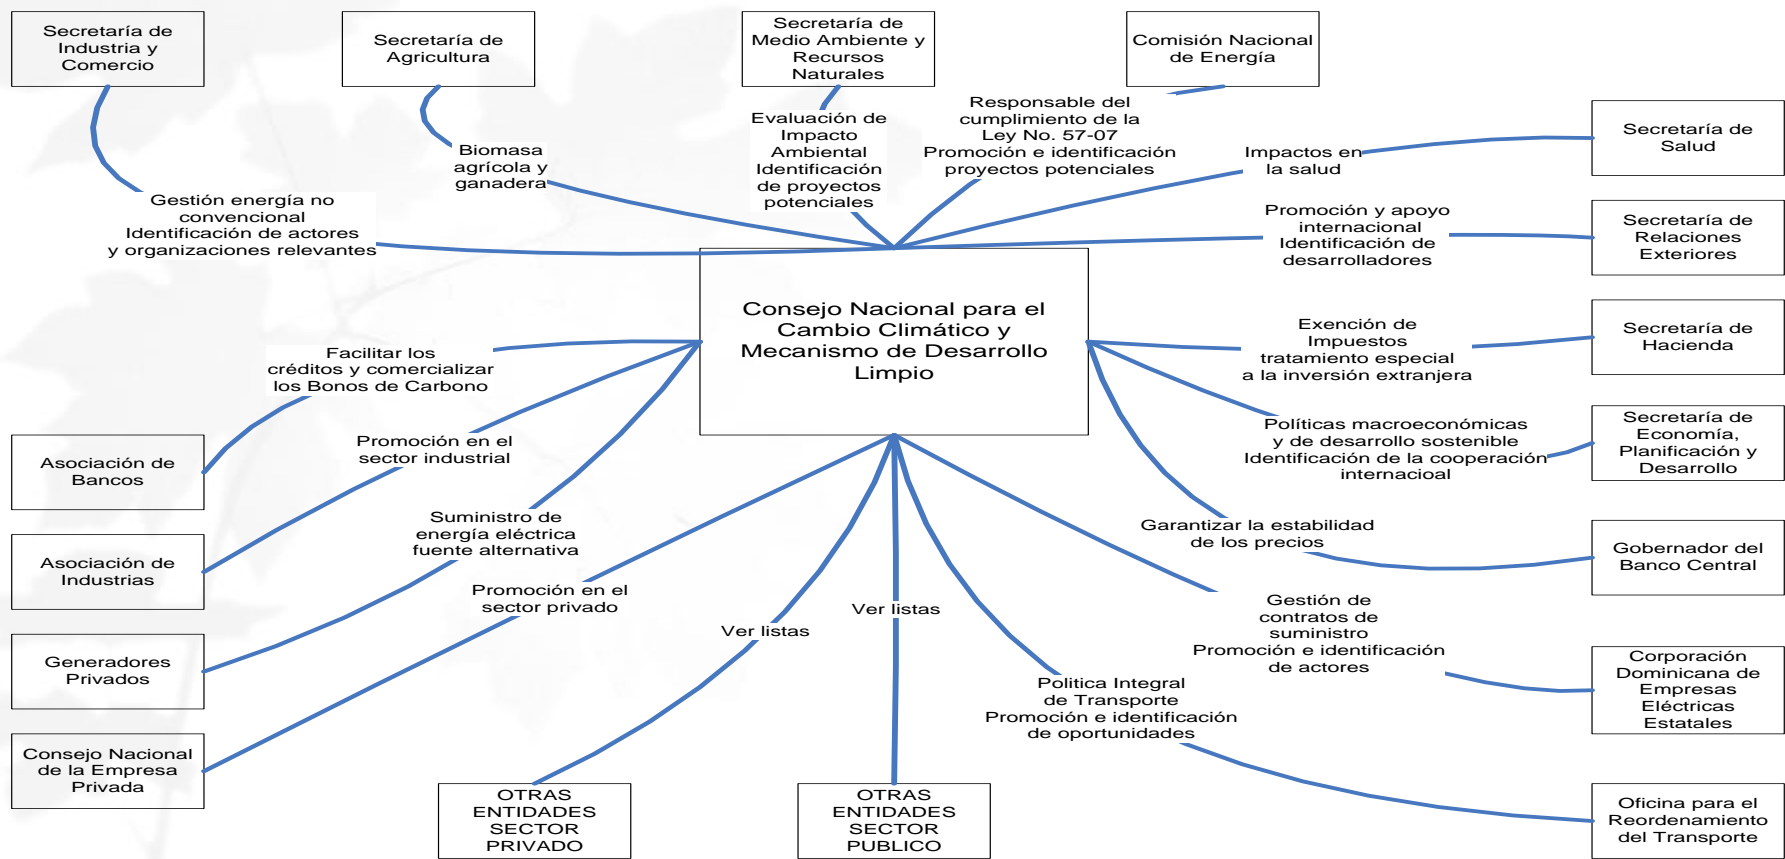 Secretaría de
Industria y
Comercio
Secretaría de
Agricultura
Secretaría de
Medio Ambiente y
Recursos
Naturales
Comisión Nacional
de Energía
Secretaría de
Salud
Secretaría de
Relaciones
Exteriores
Secretaría de
Hacienda
Secretaría de
Economía,
Planificación y
Desarrollo
Gobernador del
Banco Central
Corporación
Dominicana de
Empresas
Eléctricas
Estatales
Oficina para el
Reordenamiento
del Transporte
Gestión energía no
convencional
Identificación de actores
y organizaciones relevantes
Biomasa
agrícola y
ganadera
Evaluación de
Impacto
Ambiental
Identificación
de proyectos
potenciales
Responsable del
cumplimiento de la
Ley No. 57-07
Promoción e identificación
proyectos potenciales
Impactos en
la salud
Promoción y apoyo
internacional
Identificación de
desarrolladores
Consejo Nacional para el
Cambio Climático y
Mecanismo de Desarrollo
Limpio
Exención de
Impuestos
tratamiento especial
a la inversión extranjera
Políticas macroeconómicas
y de desarrollo sostenible
Identificación de la cooperación
internacioal
Garantizar la estabilidad
de los precios
Gestión de
contratos de
suministro
Promoción e identificación
de actores
Politica Integral
de Transporte
Promoción e identificación
de oportunidades
Facilitar los
créditos y comercializar
los Bonos de Carbono
Promoción en el
sector industrial
Suministro de
energía eléctrica
fuente alternativa
Promoción en el
sector privado
Ver listas
Ver listas
Asociación de
Bancos
Asociación de
Industrias
Generadores
Privados
Consejo Nacional
de la Empresa
Privada
OTRAS
ENTIDADES
SECTOR
PRIVADO
OTRAS
ENTIDADES
SECTOR
PUBLICO